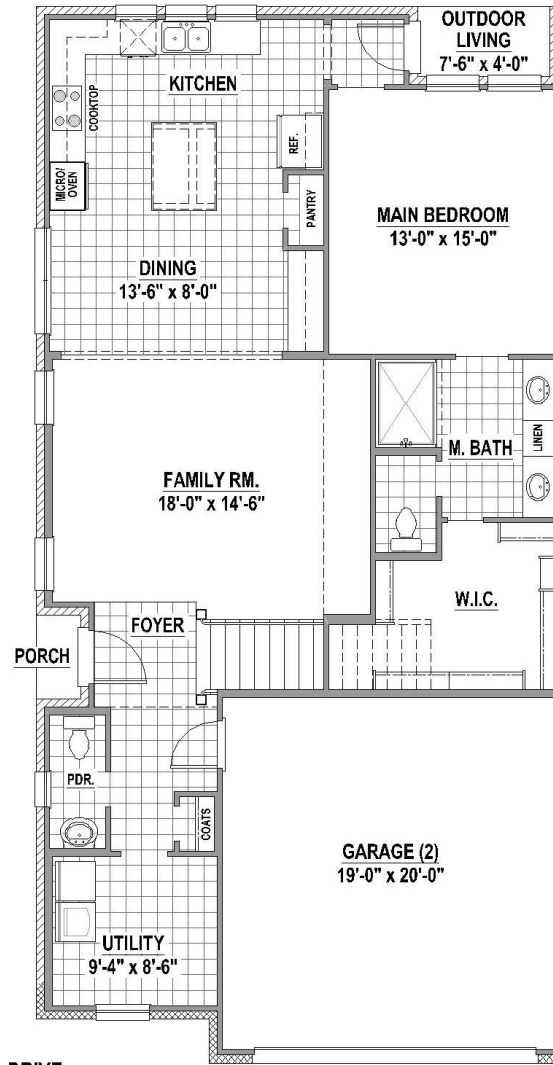 OUTDOOR
LIVING
7'-6" x 4'-0"
KITCHEN
COOKTOP
REF.
MICRO/
OVEN
PANTRY
MAIN BEDROOM
13'-0" x 15'-0"
DINING
13'-6" x 8'-0"
M. BATH
LINEN
FAMILY RM.
18'-0" x 14'-6"
W.I.C.
FOYER
PORCH
PDR.
COATS
GARAGE (2)
19'-0" x 20'-0"
UTILITY
9'-4" x 8'-6"